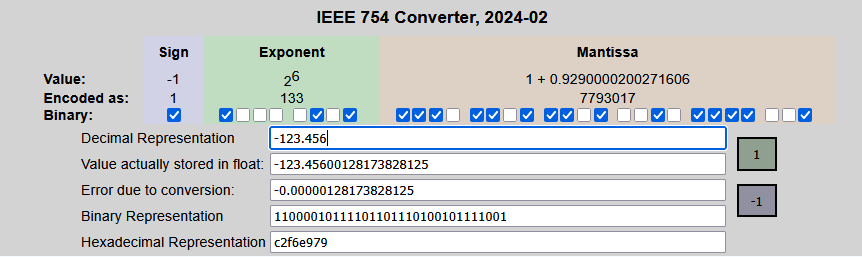 IEEE 754 Converter, 2024-02
Sign Exponent Mantissa
Value: -1 2^6 1 + 0.9290000200271606
Encoded as: 1 133 7793017
Binary:
Decimal Representation -123.456
Value actually stored in float: -123.45600128173828125 1
Error due to conversion: -0.00000128173828125
-1
Binary Representation 11000010111101101110100101111001
Hexadecimal Representation c2f6e979